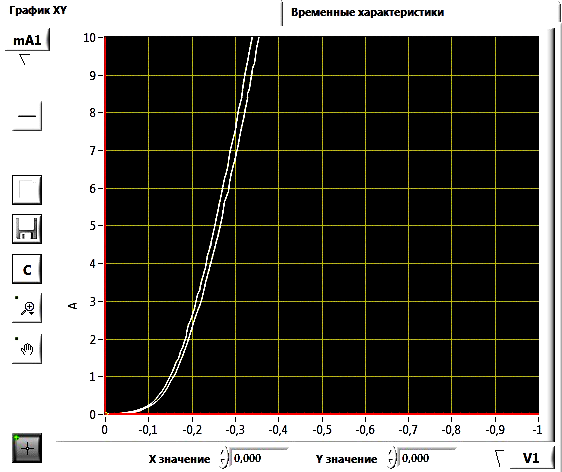 График XY
Временные характеристики
mA1
10
9
8
7
6
5
4
3
2
1
0
A
C
0 -0,1 -0,2 -0,3 -0,4 -0,5 -0,6 -0,7 -0,8 -0,9 -1
X значение 0,000 Y значение 0,000 V1